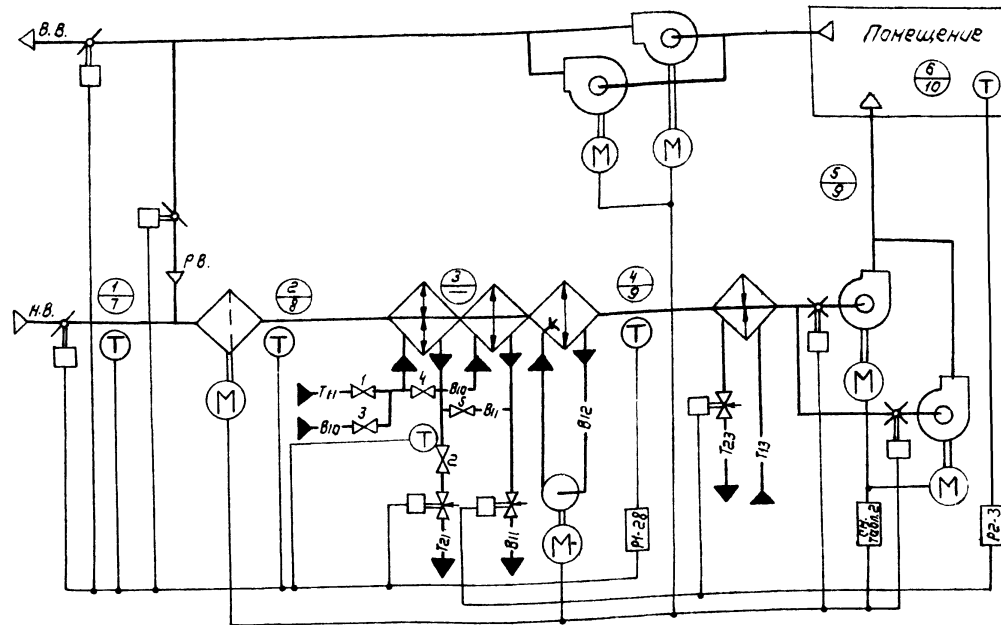 В.В.
Помещение
6
10
Т
М
М
5
9
Р.В.
1
7
2
8
3
4
9
Н.В.
Т
Т
Т
М
Т11
1
4
В10
В10
3
5
В11
Т
2
В12
Т21
В11
М
Р1-28
Т23
Т13
М
М
см.
табл.2
Р2-3